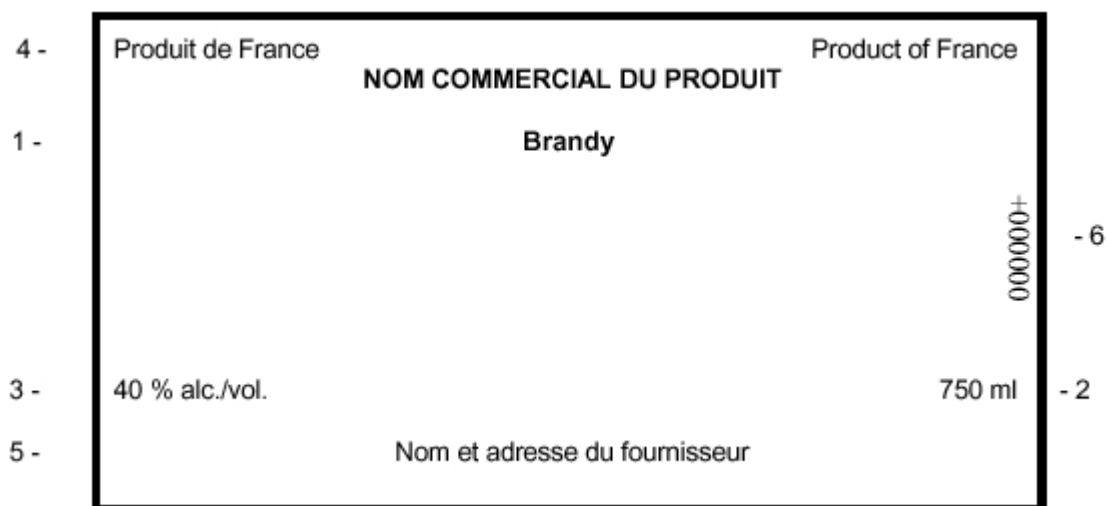 4 - Produit de France Product of France
NOM COMMERCIAL DU PRODUIT
1 - Brandy
000000+ - 6
3 - 40 % alc./vol. 750 ml - 2
5 - Nom et adresse du fournisseur